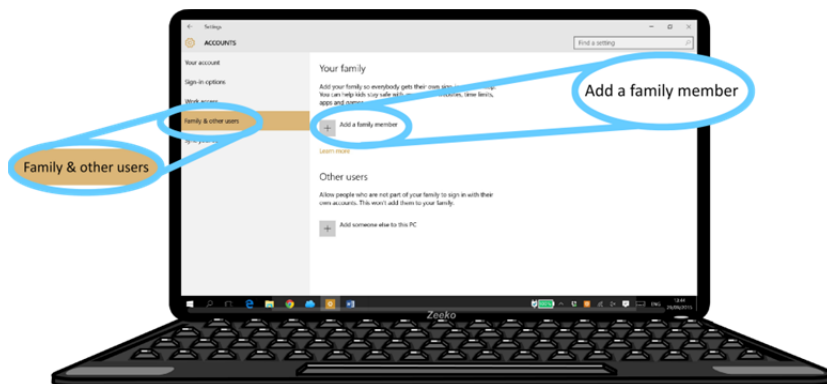 Settings
ACCOUNTS
Find a setting
Your account
Sign-in options
Work access
Family & other users
Your family
Add your family so everybody gets their own sign-in
You can help kids stay safe with time limits,
apps and games
Add a family member
Learn more
Other users
Allow people who are not part of your family to sign in with their
own accounts. This won't add them to your family.
Add someone else to this PC
Family & other users
Add a family member
ENG
Zeeko